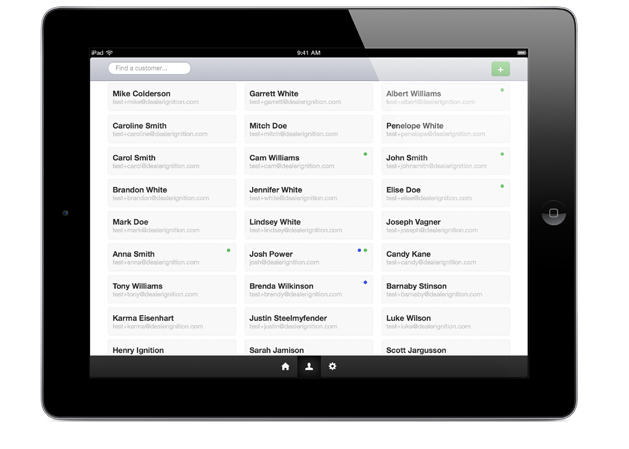 iPad 9:41 AM
Find a customer... +
Mike Colderson Garrett White Albert Williams
test+mike@dealerignition.com test+garrett@dealerignition.com test+albert@dealerignition.com
Caroline Smith Mitch Doe Penelope White
test+caroline@dealerignition.com test+mitch@dealerignition.com test+penelope@dealerignition.com
Carol Smith Cam Williams John Smith
test+carol@dealerignition.com test+cam@dealerignition.com test+johnsmith@dealerignition.com
Brandon White Jennifer White Elise Doe
test+brandon@dealerignition.com test+white@dealerignition.com test+elise@dealerignition.com
Mark Doe Lindsey White Joseph Vagner
test+mark@dealerignition.com test+lindsey@dealerignition.com test+joseph@dealerignition.com
Anna Smith Josh Power Candy Kane
test+anna@dealerignition.com josh@dealerignition.com test+candy@dealerignition.com
Tony Williams Brenda Wilkinson Barnaby Stinson
test+tony@dealerignition.com test+brendy@dealerignition.com test+barnaby@dealerignition.com
Karma Eisenhart Justin Steelmyfender Luke Wilson
test+karma@dealerignition.com test+justin@dealerignition.com test+luke@dealerignition.com
Henry Ignition Sarah Jamison Scott Jargusson